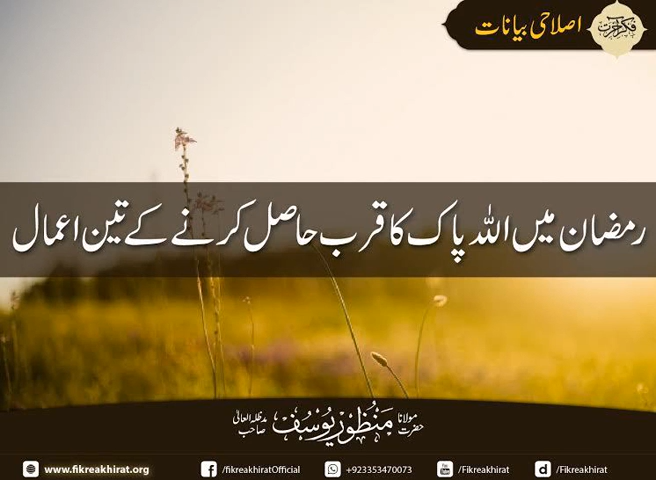 اصلاحی بیانات
فکر آخرت
رمضان میں اللہ پاک کا قرب حاصل کرنے کے تین اعمال
حضرت مولانا منظور یوسف صاحب مدظلہ العالی
www.fikreakhirat.org
/fikreakhiratOfficial
+923353470073
/Fikreakhirat
/Fikreakhirat